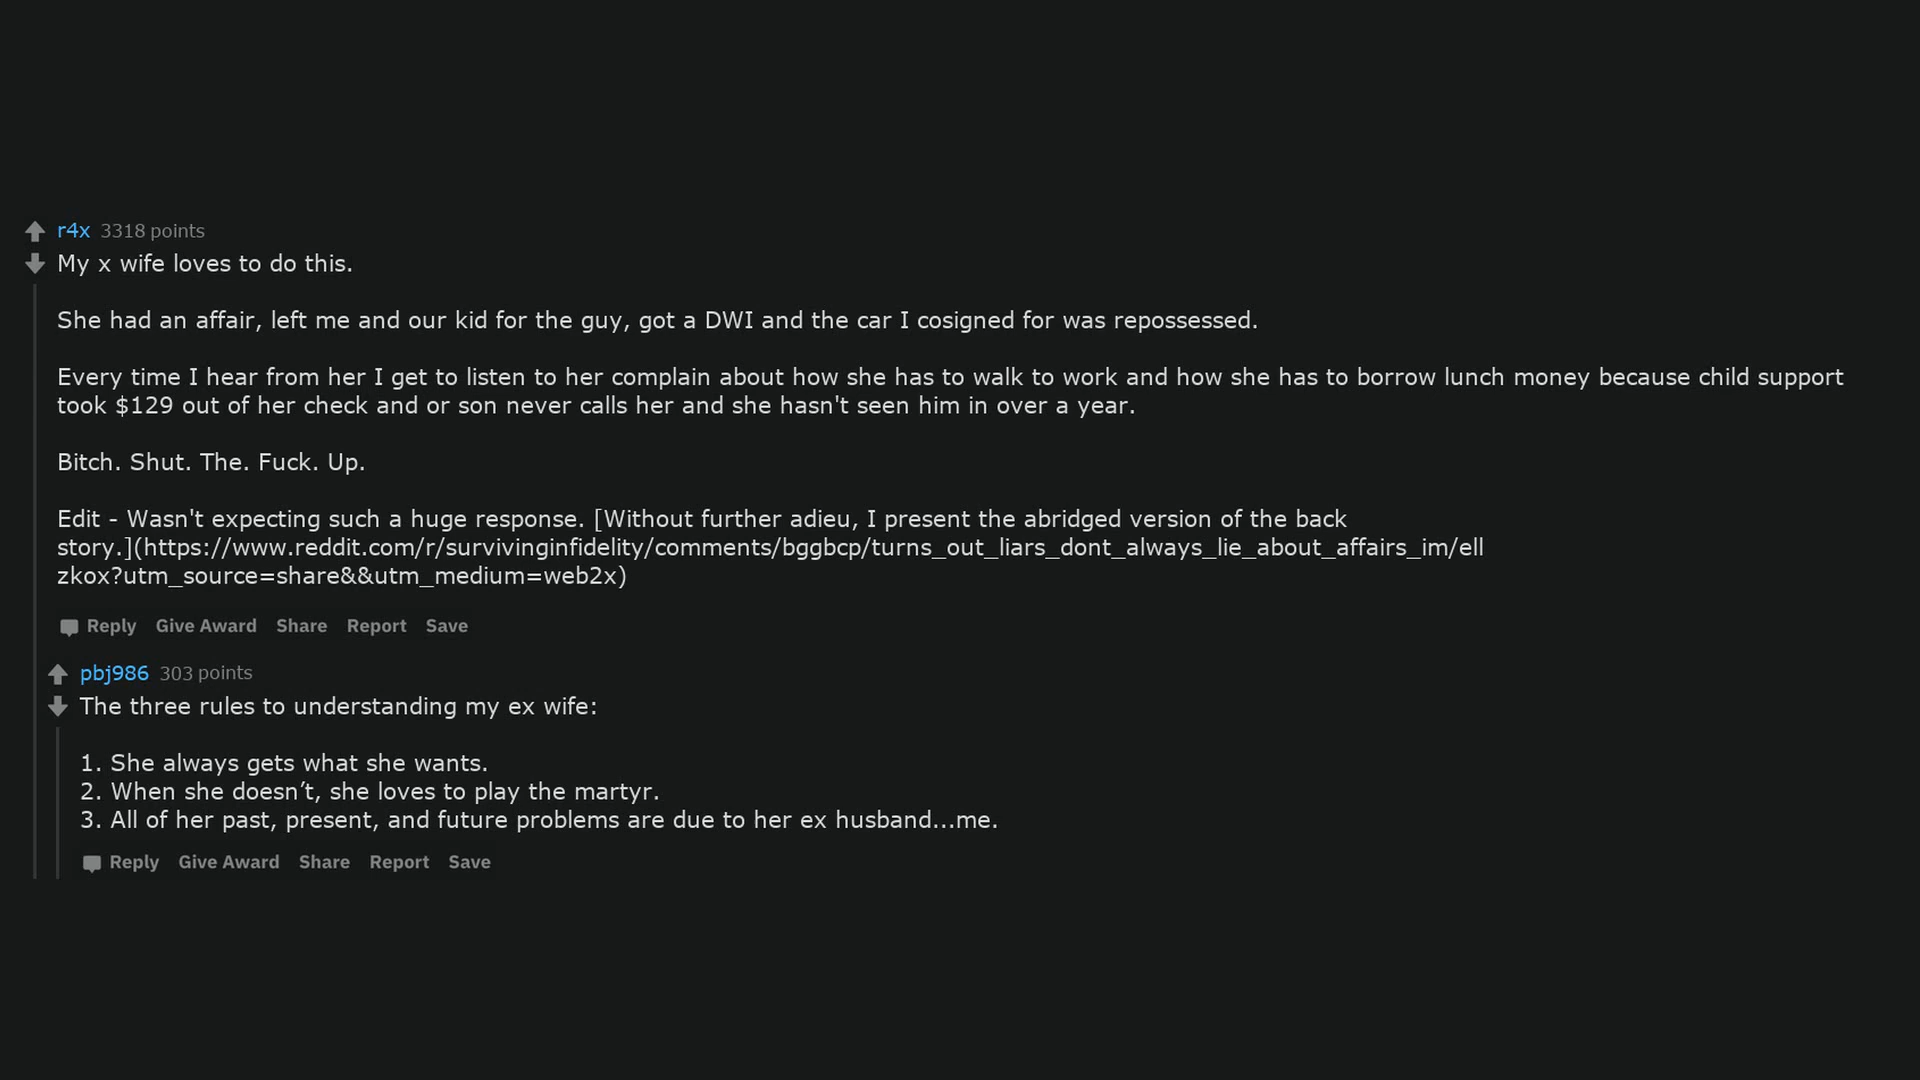 r4x 3318 points
My x wife loves to do this.
She had an affair, left me and our kid for the guy, got a DWI and the car I cosigned for was repossessed.
Every time I hear from her I get to listen to her complain about how she has to walk to work and how she has to borrow lunch money because child support
took $129 out of her check and or son never calls her and she hasn't seen him in over a year.
Bitch. Shut. The. Fuck. Up.
Edit - Wasn't expecting such a huge response. [Without further adieu, I present the abridged version of the back
story.](https://www.reddit.com/r/survivinginfidelity/comments/bggbcp/turns_out_liars_dont_always_lie_about_affairs_im/ell
zkox?utm_source=share&&utm_medium=web2x)
Reply Give Award Share Report Save
pbj986 303 points
The three rules to understanding my ex wife:
1. She always gets what she wants.
2. When she doesn’t, she loves to play the martyr.
3. All of her past, present, and future problems are due to her ex husband...me.
Reply Give Award Share Report Save